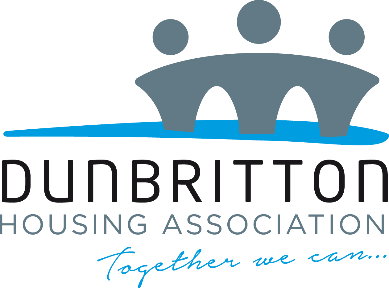 DUNBRITTON
HOUSING ASSOCIATION
Together we can...